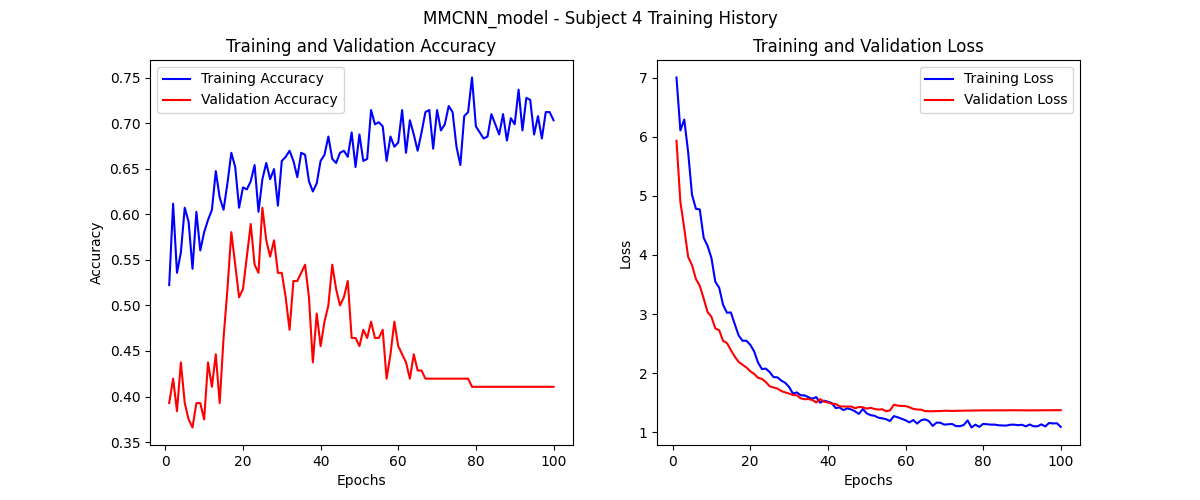 MMCNN_model - Subject 4 Training History
Training and Validation Accuracy
Training Accuracy
Validation Accuracy
0.75
0.70
0.65
0.60
0.55
0.50
0.45
0.40
0.35
Accuracy
0 20 40 60 80 100
Epochs
Training and Validation Loss
Training Loss
Validation Loss
7
6
5
4
3
2
1
Loss
0 20 40 60 80 100
Epochs